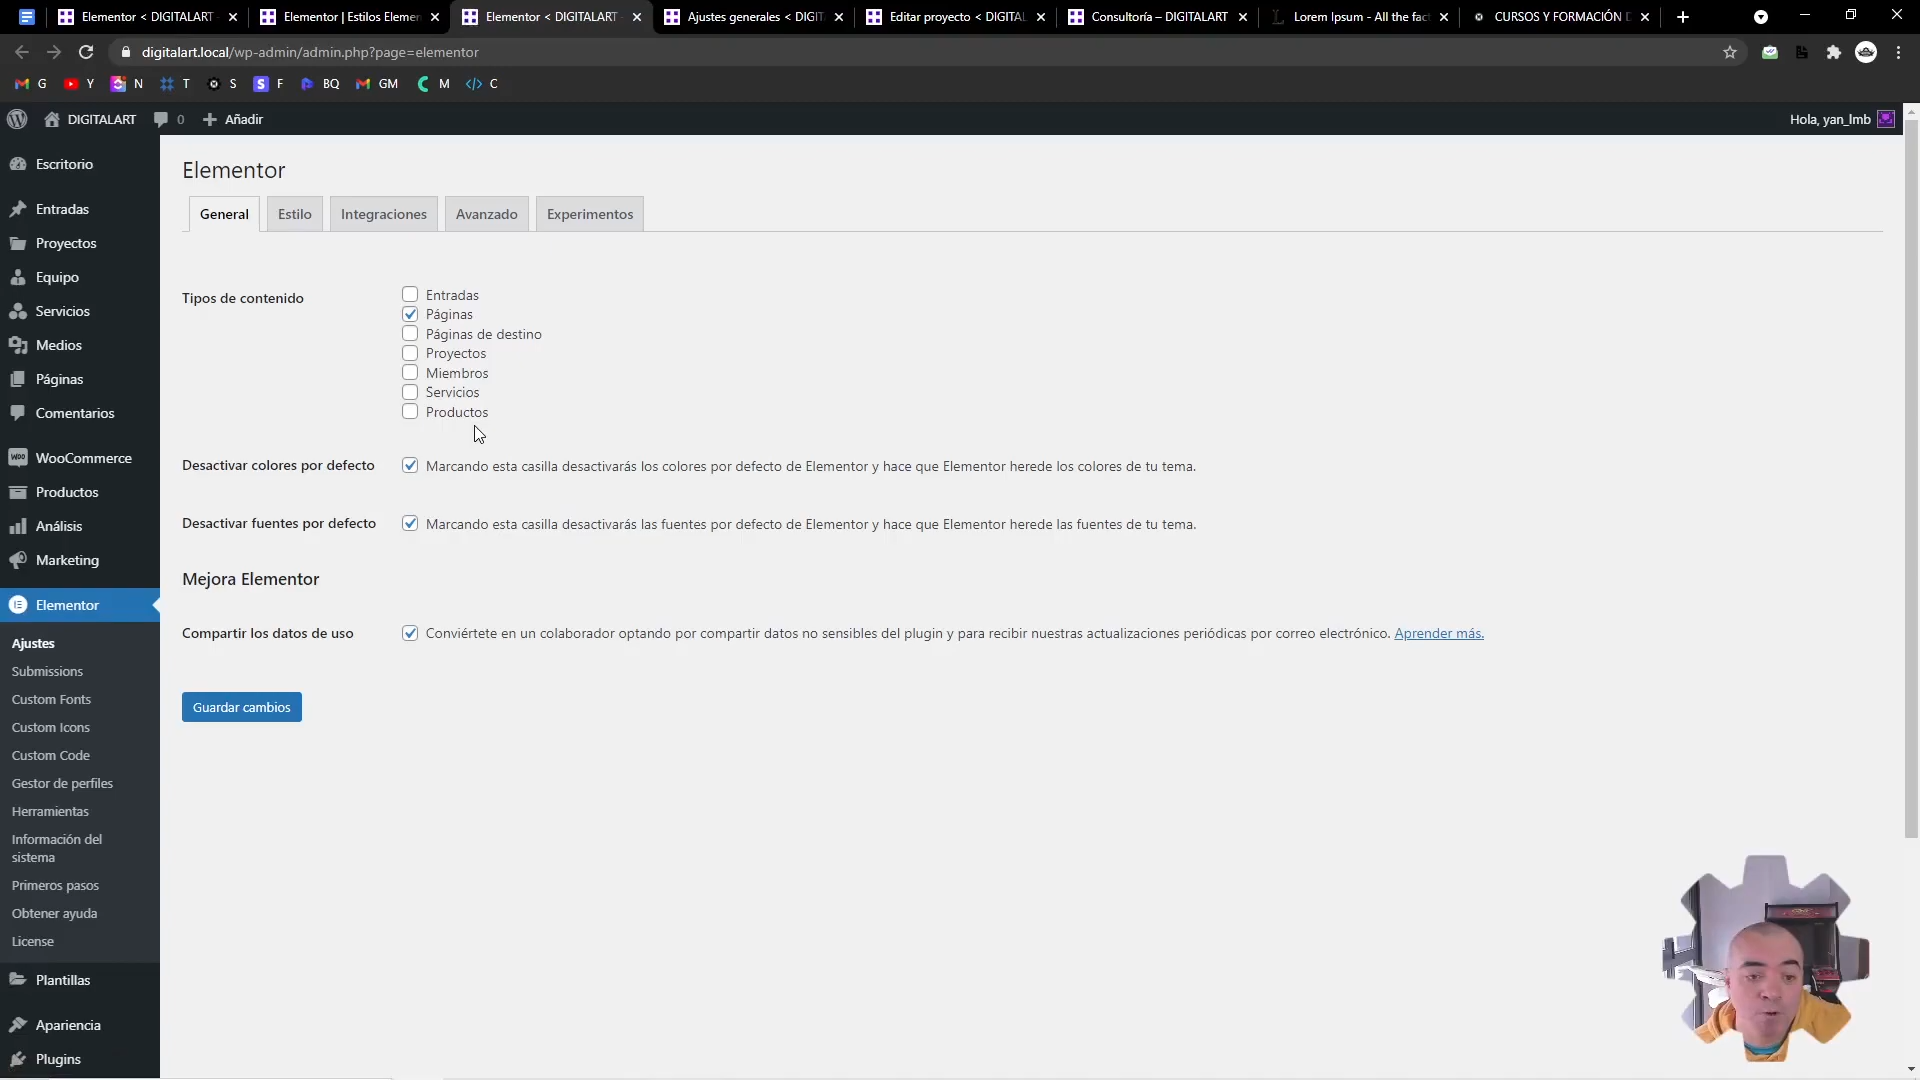 Elementor < DIGITALART
Elementor | Estilos Elemen
Elementor < DIGITALART
Ajustes generales < DIGIT
Editar proyecto < DIGITAL
Consultoría – DIGITALART
Lorem Ipsum - All the fac
CURSOS Y FORMACIÓN D
digitalart.local/wp-admin/admin.php?page=elementor
G
Y
N
T
S
F
BQ
GM
M
C
DIGITALART
0
Añadir
Hola, yan_lmb
Escritorio
Entradas
Proyectos
Equipo
Servicios
Medios
Páginas
Comentarios
WooCommerce
Productos
Análisis
Marketing
Elementor
Ajustes
Submissions
Custom Fonts
Custom Icons
Custom Code
Gestor de perfiles
Herramientas
Información del
sistema
Primeros pasos
Obtener ayuda
License
Plantillas
Apariencia
Plugins
Elementor
General
Estilo
Integraciones
Avanzado
Experimentos
Tipos de contenido
Entradas
Páginas
Páginas de destino
Proyectos
Miembros
Servicios
Productos
Desactivar colores por defecto
Marcando esta casilla desactivarás los colores por defecto de Elementor y hace que Elementor herede los colores de tu tema.
Desactivar fuentes por defecto
Marcando esta casilla desactivarás las fuentes por defecto de Elementor y hace que Elementor herede las fuentes de tu tema.
Mejora Elementor
Compartir los datos de uso
Conviértete en un colaborador optando por compartir datos no sensibles del plugin y para recibir nuestras actualizaciones periódicas por correo electrónico. Aprender más.
Guardar cambios